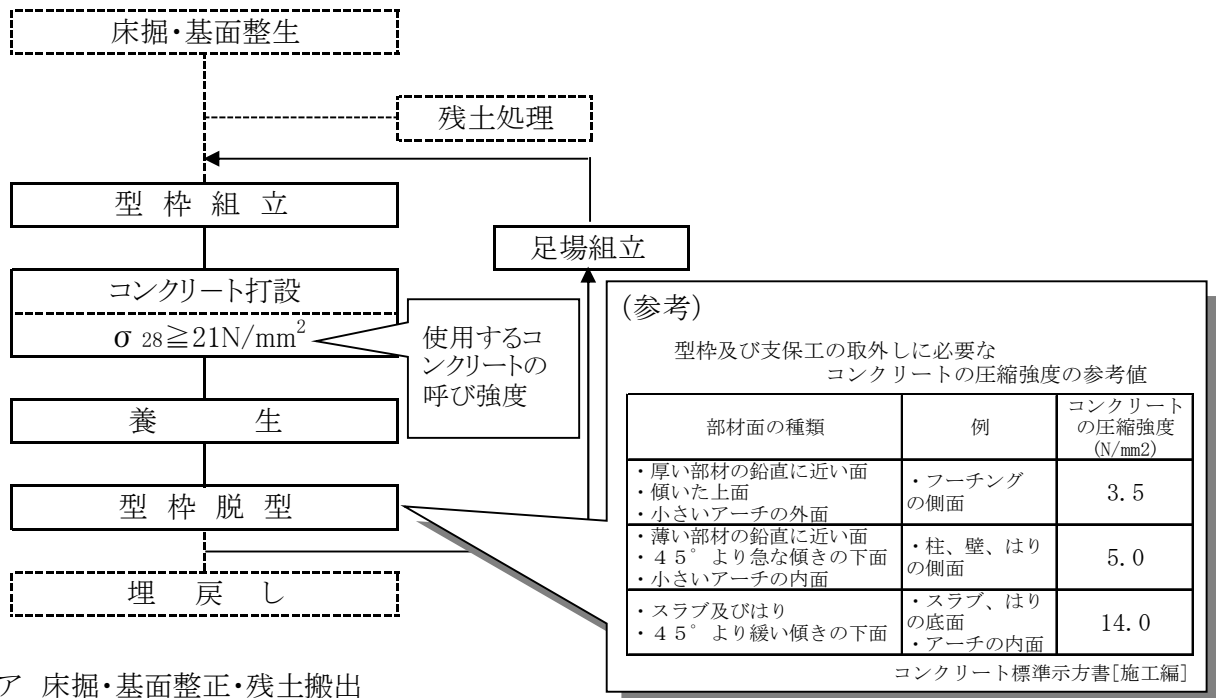 床掘・基面整生
残土処理
型 枠 組 立
足場組立
コンクリート打設
σ 28≧21N/mm2
使用するコ
ンクリートの
呼び強度
養 生
型 枠 脱 型
埋 戻 し
(参考)
型枠及び支保工の取外しに必要な
コンクリートの圧縮強度の参考値
部材面の種類
例
コンクリート
の圧縮強度
(N/mm2)
・厚い部材の鉛直に近い面
・傾いた上面
・小さいアーチの外面
・フーチング
の側面
3.5
・薄い部材の鉛直に近い面
・45°より急な傾きの下面
・小さいアーチの内面
・柱、壁、はり
の側面
5.0
・スラブ及びはり
・45°より緩い傾きの下面
・スラブ、はり
の底面
・アーチの内面
14.0
コンクリート標準示方書[施工編]
ア 床掘・基面整正・残土搬出